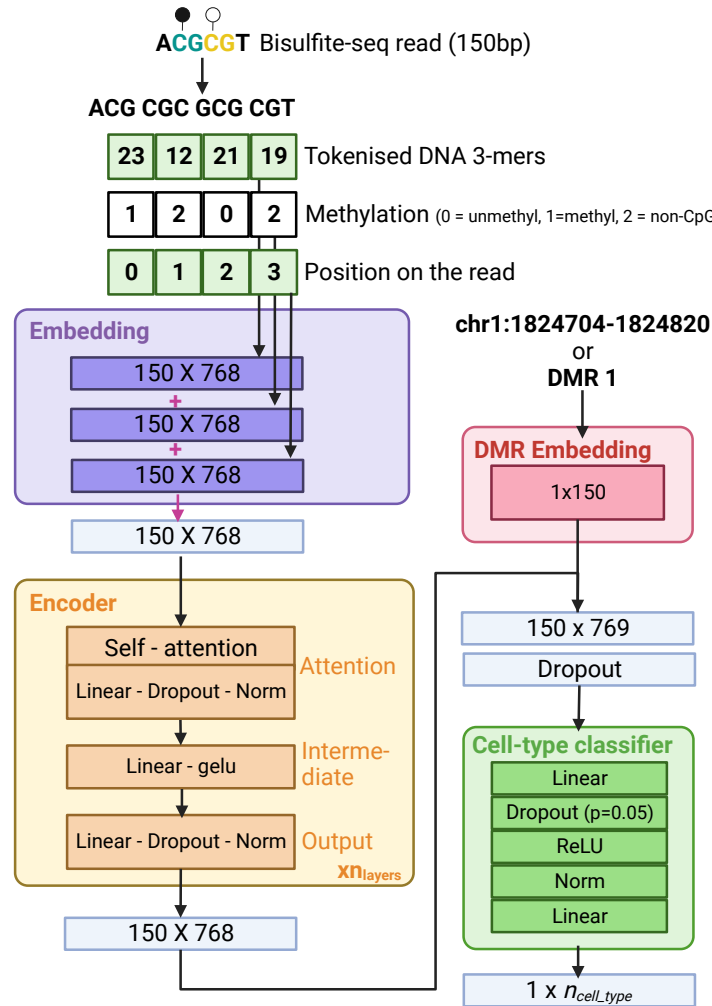 ACGCGT Bisulfite-seq read (150bp)
ACG CGC GCG CGT
23 12 21 19 Tokenised DNA 3-mers
1 2 0 2 Methylation (0 = unmethyl, 1=methyl, 2 = non-CpG
0 1 2 3 Position on the read
Embedding
150 X 768
+
150 X 768
+
150 X 768
150 X 768
Encoder
Self - attention
Linear - Dropout - Norm
Attention
Linear - gelu
Interme-
diate
Linear - Dropout - Norm
Output
xn_layers
150 X 768
chr1:1824704-1824820
or
DMR 1
DMR Embedding
1x150
150 x 769
Dropout
Cell-type classifier
Linear
Dropout (p=0.05)
ReLU
Norm
Linear
1 x n_cell_type